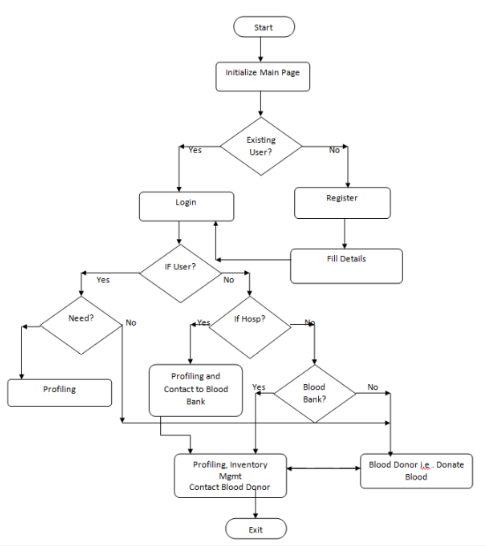 Start
Initialize Main Page
Existing
User?
Yes
No
Login
Register
Fill Details
IF User?
Yes
No
Need?
No
If Hosp?
Yes
No
Profiling
Profiling and
Contact to Blood
Bank
Blood
Bank?
Yes
No
Profiling, Inventory
Mgmt
Contact Blood Donor
Blood Donor i,e . Donate
Blood
Exit